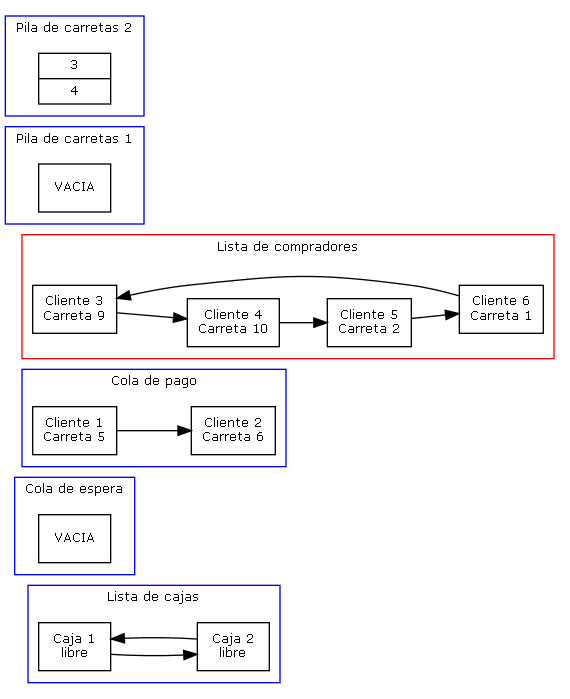 Pila de carretas 2
3
4
Pila de carretas 1
VACIA
Lista de compradores
Cliente 3
Carreta 9
Cliente 4
Carreta 10
Cliente 5
Carreta 2
Cliente 6
Carreta 1
Cola de pago
Cliente 1
Carreta 5
Cliente 2
Carreta 6
Cola de espera
VACIA
Lista de cajas
Caja 1
libre
Caja 2
libre